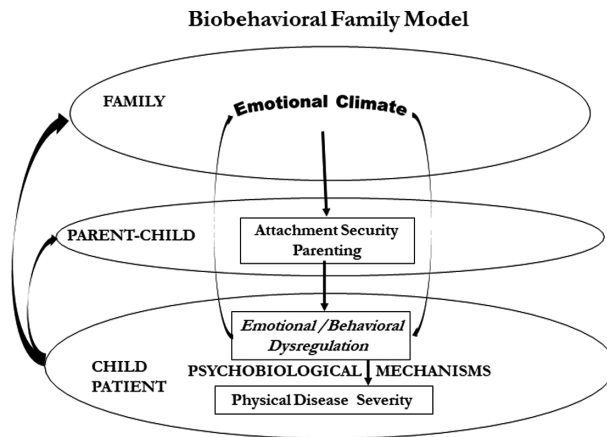 Biobehavioral Family Model
FAMILY
Emotional Climate
PARENT-CHILD
Attachment Security
Parenting
Emotional/Behavioral
Dysregulation
CHILD
PATIENT
PSYCHOBIOLOGICAL MECHANISMS
Physical Disease Severity